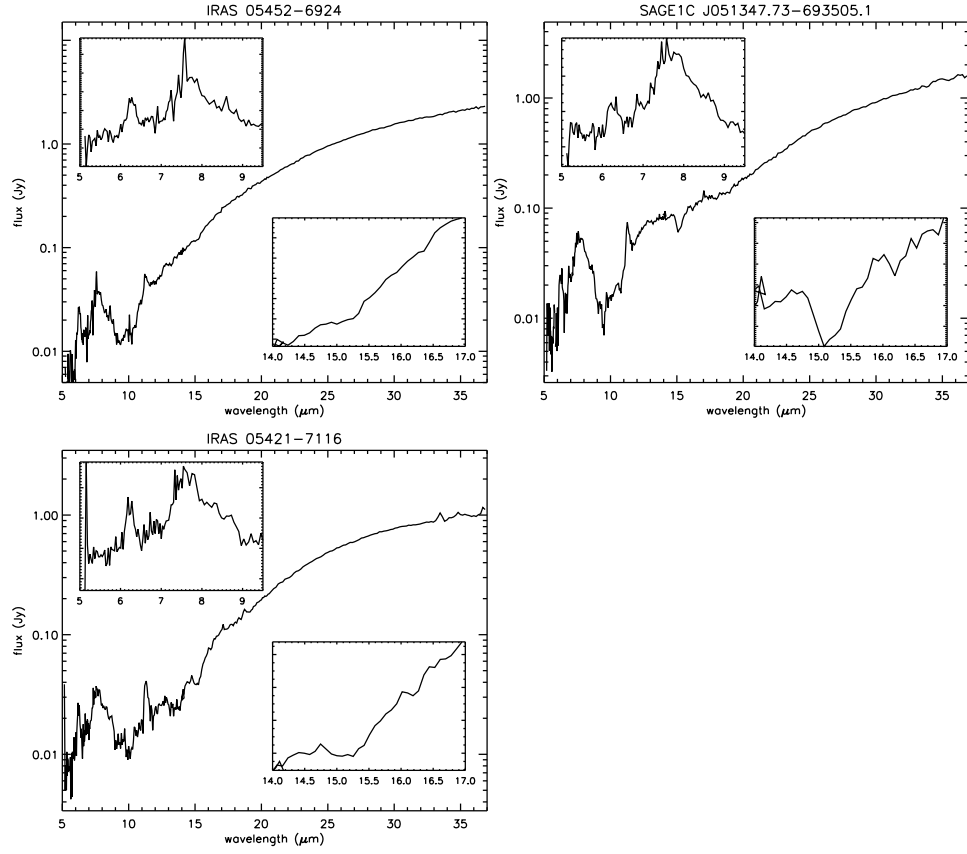 IRAS 05452−6924
flux (Jy)
1.0
0.1
0.01
5 6 7 8 9
14.0 14.5 15.0 15.5 16.0 16.5 17.0
5 10 15 20 25 30 35
wavelength (μm)
SAGE1C J051347.73−693505.1
flux (Jy)
1.00
0.10
0.01
5 6 7 8 9
14.0 14.5 15.0 15.5 16.0 16.5 17.0
5 10 15 20 25 30 35
wavelength (μm)
IRAS 05421−7116
flux (Jy)
1.00
0.10
0.01
5 6 7 8 9
14.0 14.5 15.0 15.5 16.0 16.5 17.0
5 10 15 20 25 30 35
wavelength (μm)